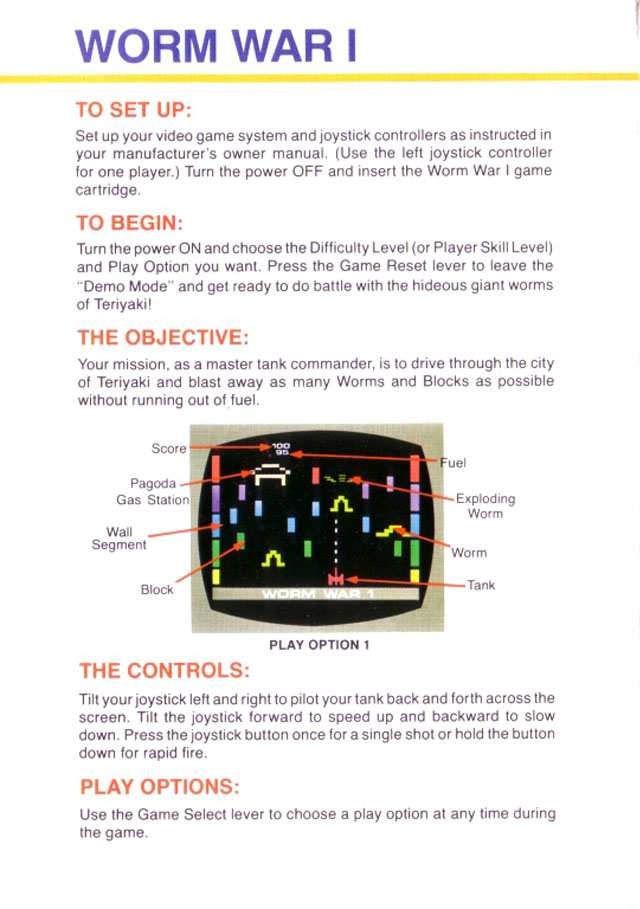 WORM WAR I
TO SET UP:
Set up your video game system and joystick controllers as instructed in
your manufacturer's owner manual. (Use the left joystick controller
for one player.) Turn the power OFF and insert the Worm War I game
cartridge.
TO BEGIN:
Turn the power ON and choose the Difficulty Level (or Player Skill Level)
and Play Option you want. Press the Game Reset lever to leave the
"Demo Mode" and get ready to do battle with the hideous giant worms
of Teriyaki!
THE OBJECTIVE:
Your mission, as a master tank commander, is to drive through the city
of Teriyaki and blast away as many Worms and Blocks as possible
without running out of fuel.
Score
100
95
Fuel
Pagoda
Gas Station
Exploding
Worm
Wall
Segment
Worm
Block
Tank
WORM WAR 1
PLAY OPTION 1
THE CONTROLS:
Tilt your joystick left and right to pilot your tank back and forth across the
screen. Tilt the joystick forward to speed up and backward to slow
down. Press the joystick button once for a single shot or hold the button
down for rapid fire.
PLAY OPTIONS:
Use the Game Select lever to choose a play option at any time during
the game.